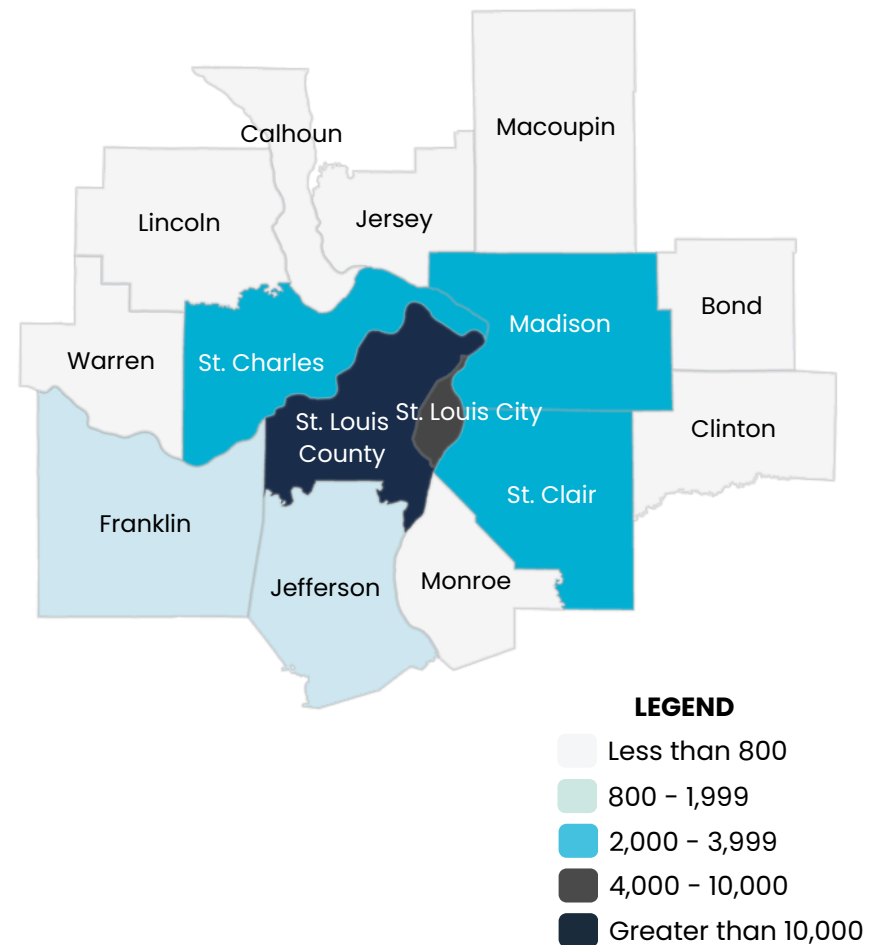 Macoupin
Calhoun
Lincoln
Jersey
Bond
Madison
Warren
St. Charles
St. Louis City
St. Louis
County
Clinton
St. Clair
Franklin
Jefferson
Monroe
LEGEND
Less than 800
800 - 1,999
2,000 - 3,999
4,000 - 10,000
Greater than 10,000